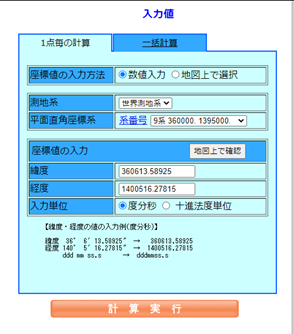 入力値
1点毎の計算
一括計算
座標値の入力方法
数値入力 地図上で選択
測地系
世界測地系
平面直角座標系
系番号 9系 360000. 1395000.
座標値の入力
地図上で確認
緯度
360613.58925
経度
1400516.27815
入力単位
度分秒 十進法度単位
【緯度・経度の値の入力例(度分秒)】
緯度 36° 6′ 13.58925″ → 360613.58925
経度 140° 5′ 16.27815″ → 1400516.27815
ddd mm ss.s → dddmmss.s
計 算 実 行